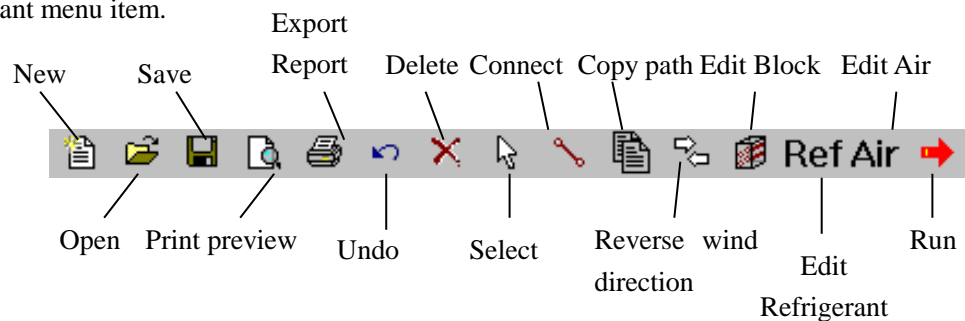 ant menu item.
Export
Report
New Save Delete Connect Copy path Edit Block Edit Air
Ref Air
Open Print preview Undo Select Reverse wind
direction Run
Edit
Refrigerant